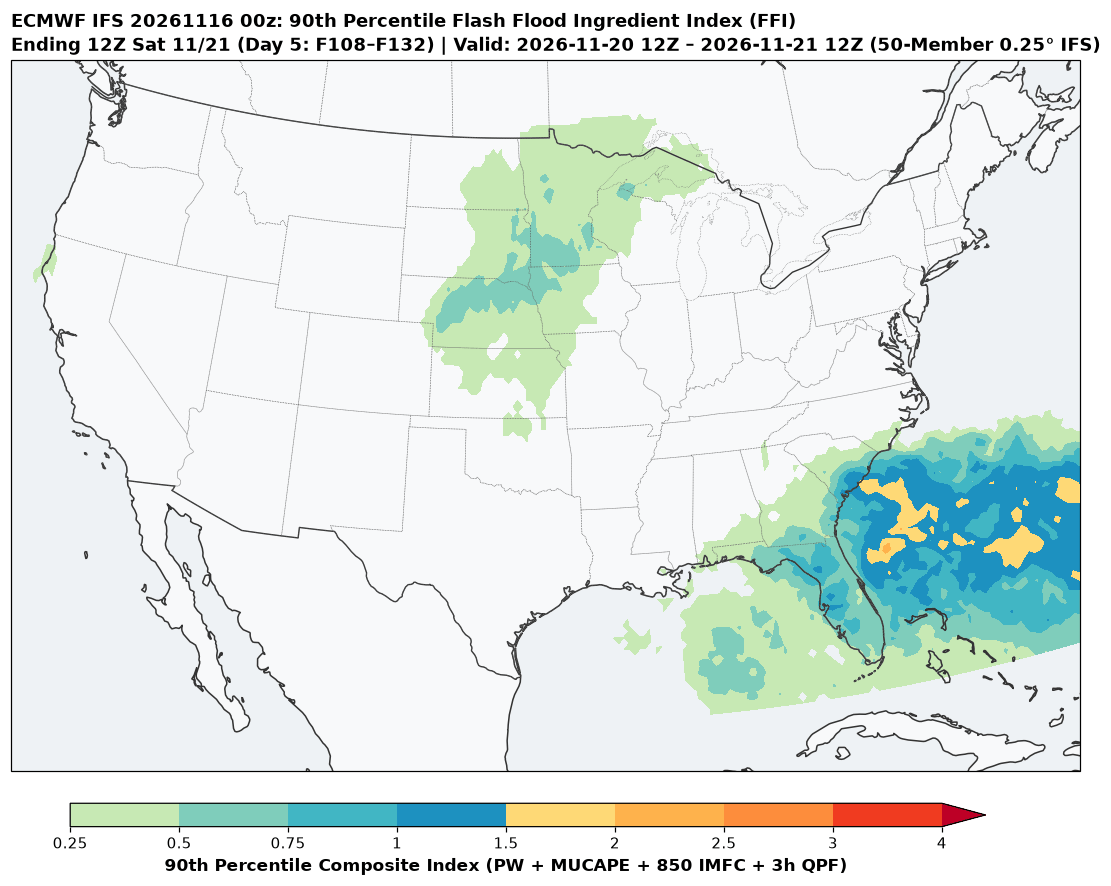 ECMWF IFS 20261116 00z: 90th Percentile Flash Flood Ingredient Index (FFI)
Ending 12Z Sat 11/21 (Day 5: F108–F132) | Valid: 2026-11-20 12Z – 2026-11-21 12Z (50-Member 0.25° IFS)
0.25 0.5 0.75 1 1.5 2 2.5 3 4
90th Percentile Composite Index (PW + MUCAPE + 850 IMFC + 3h QPF)